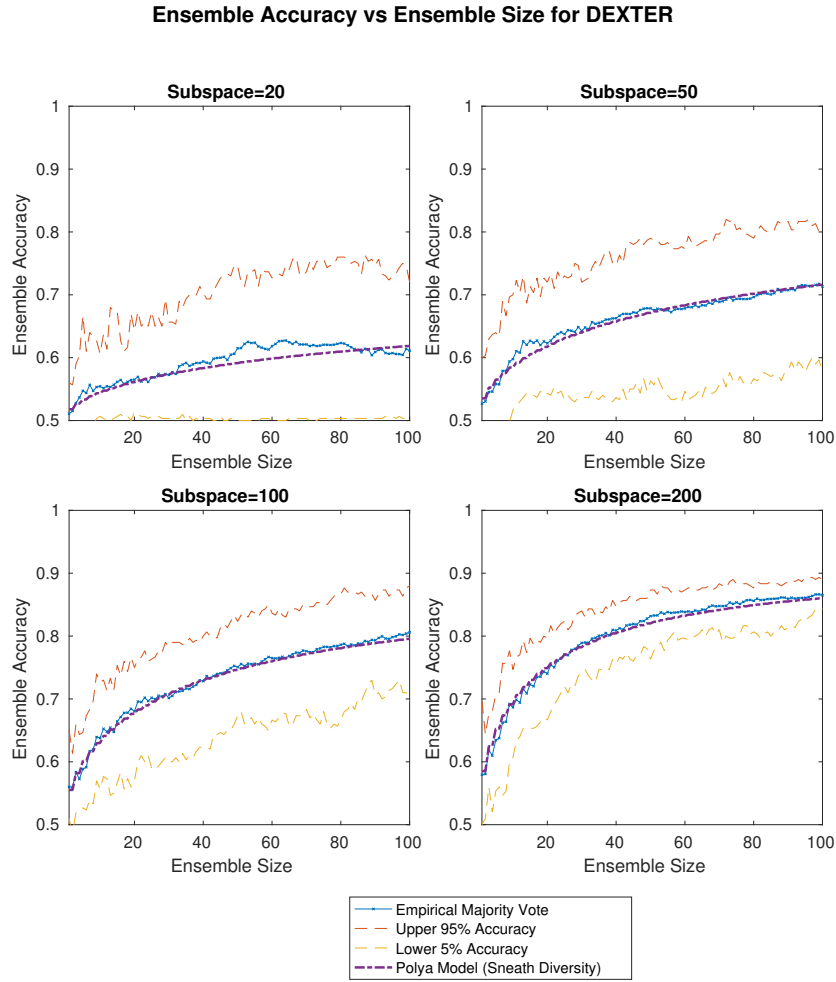 Ensemble Accuracy vs Ensemble Size for DEXTER
Subspace=20
1
0.9
0.8
0.7
0.6
0.5
Ensemble Accuracy
20 40 60 80 100
Ensemble Size
Subspace=50
1
0.9
0.8
0.7
0.6
0.5
Ensemble Accuracy
20 40 60 80 100
Ensemble Size
Subspace=100
1
0.9
0.8
0.7
0.6
0.5
Ensemble Accuracy
20 40 60 80 100
Ensemble Size
Subspace=200
1
0.9
0.8
0.7
0.6
0.5
Ensemble Accuracy
20 40 60 80 100
Ensemble Size
Empirical Majority Vote
Upper 95% Accuracy
Lower 5% Accuracy
Polya Model (Sneath Diversity)